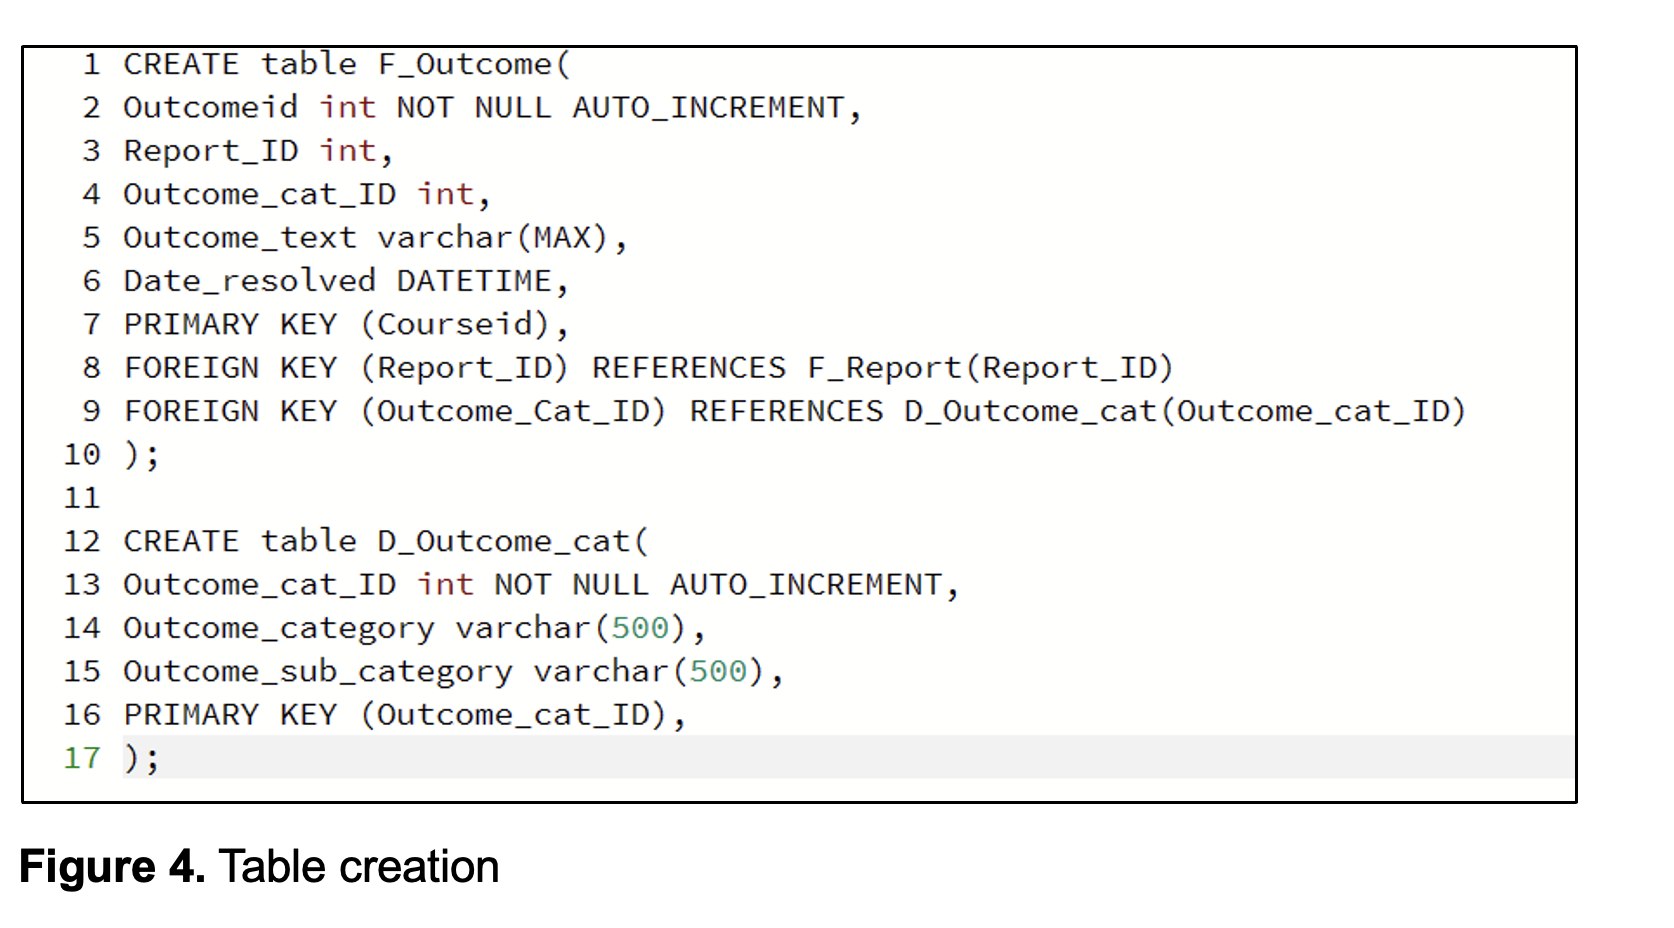 1 CREATE table F_Outcome(
2 Outcomeid int NOT NULL AUTO_INCREMENT,
3 Report_ID int,
4 Outcome_cat_ID int,
5 Outcome_text varchar(MAX),
6 Date_resolved DATETIME,
7 PRIMARY KEY (Courseid),
8 FOREIGN KEY (Report_ID) REFERENCES F_Report(Report_ID)
9 FOREIGN KEY (Outcome_Cat_ID) REFERENCES D_Outcome_cat(Outcome_cat_ID)
10 );
11
12 CREATE table D_Outcome_cat(
13 Outcome_cat_ID int NOT NULL AUTO_INCREMENT,
14 Outcome_category varchar(500),
15 Outcome_sub_category varchar(500),
16 PRIMARY KEY (Outcome_cat_ID),
17 );
Figure 4. Table creation